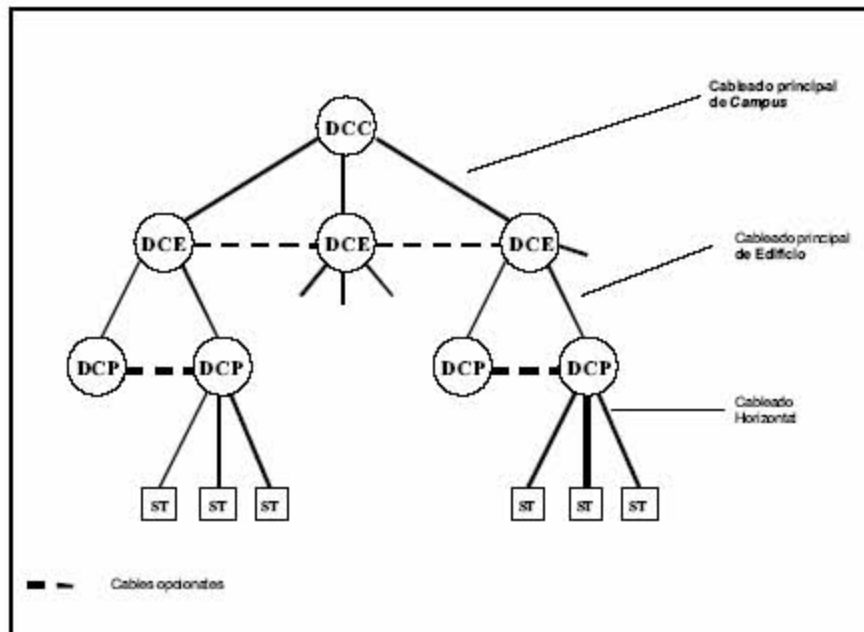 Cableado principal
de Campus
DCC
DCE
DCE
DCE
Cableado principal
de Edificio
DCP
DCP
DCP
DCP
Cableado
Horizontal
ST
ST
ST
ST
ST
ST
Cables opcionales